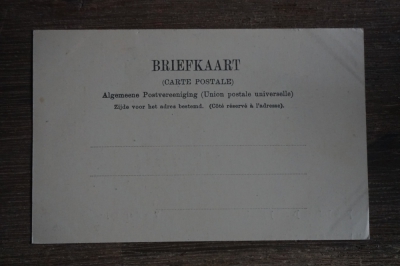 BRIEFKAART
(CARTE POSTALE)
Algemeene Postvereeniging (Union postale universelle)
Zijde voor het adres bestemd. (Côté réservé à l'adresse).